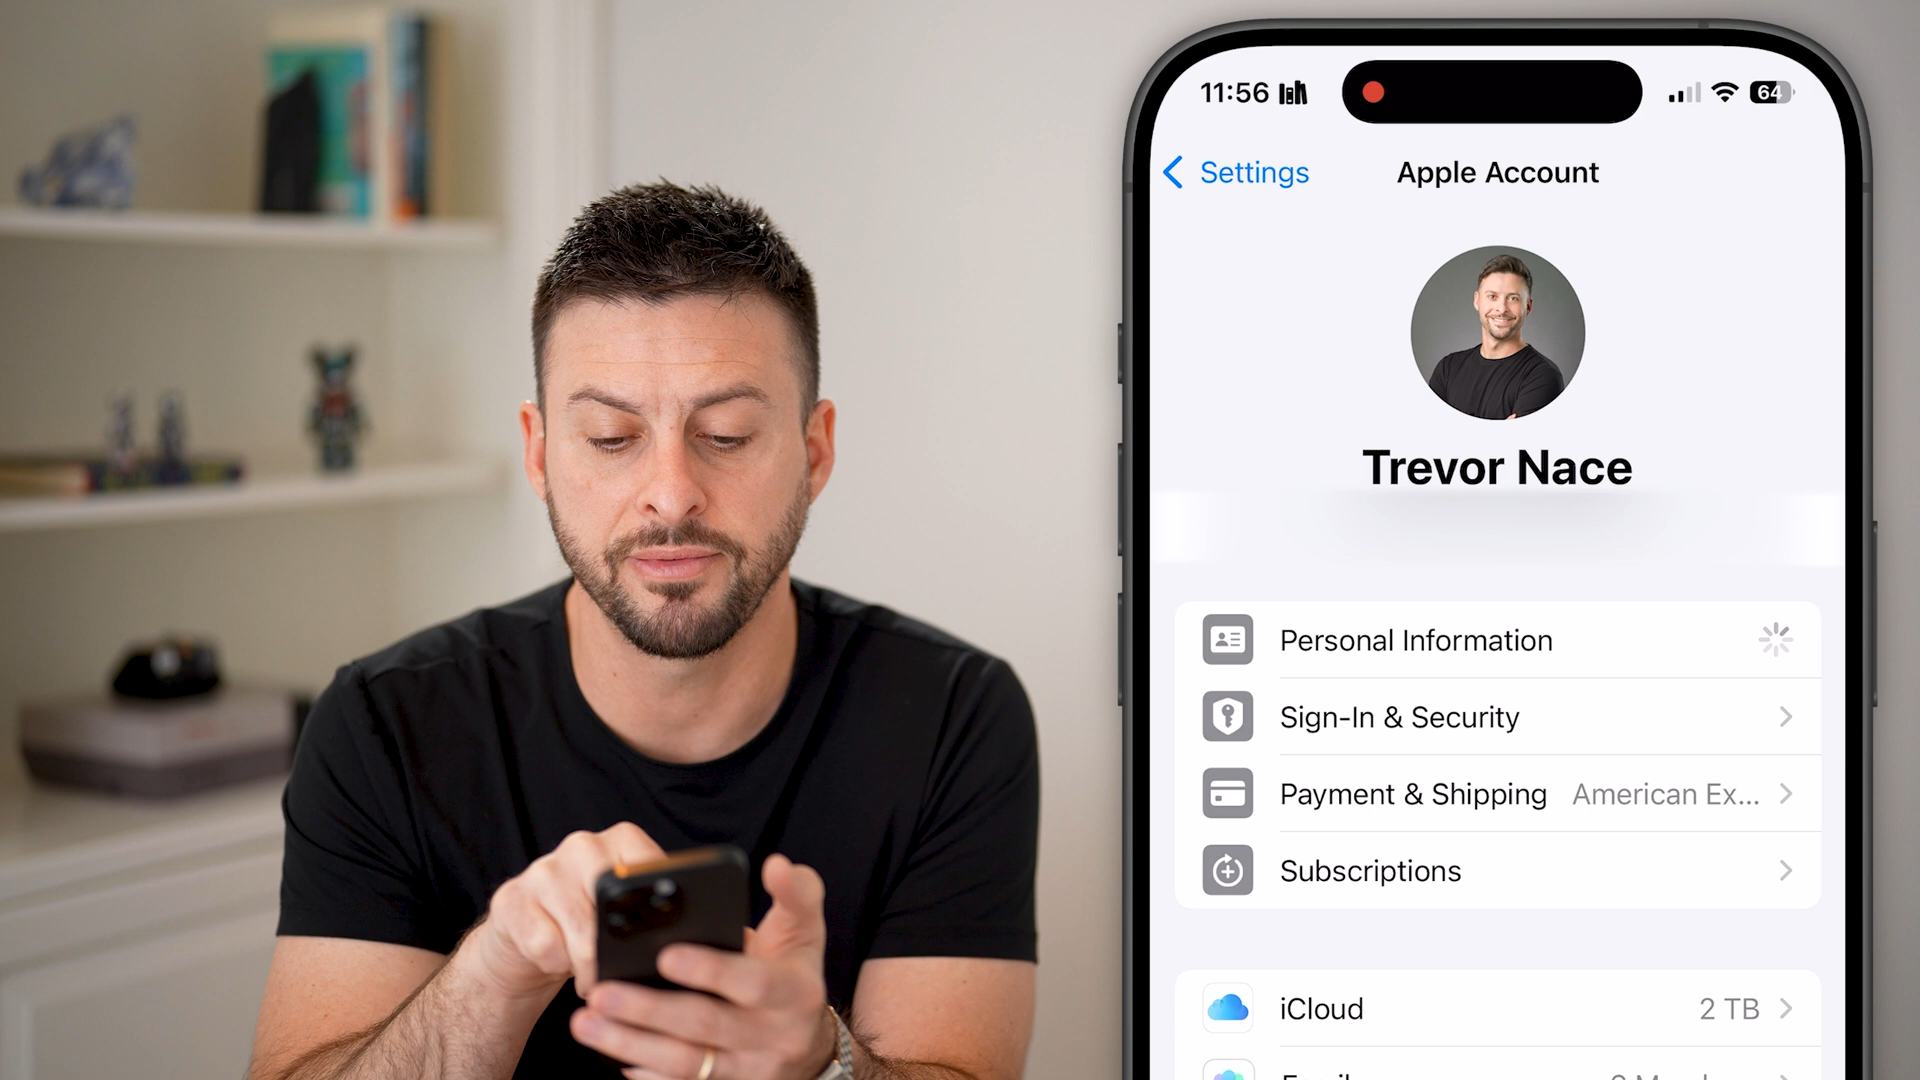 11:56
64
Settings
Apple Account
Trevor Nace
Personal Information
Sign-In & Security
Payment & Shipping American Ex...
Subscriptions
iCloud 2 TB